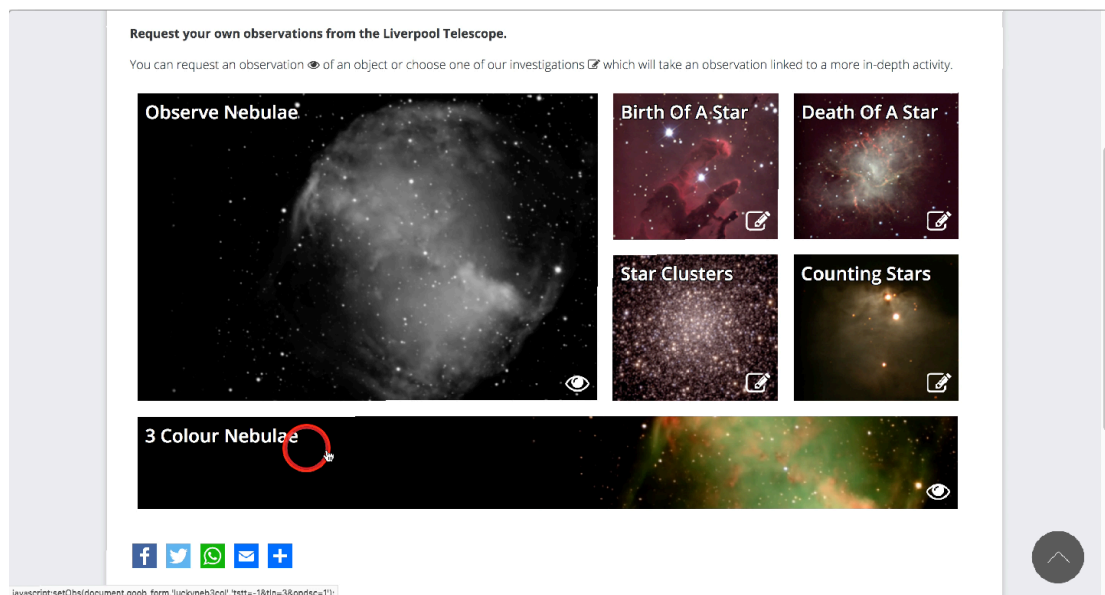 Request your own observations from the Liverpool Telescope.
You can request an observation of an object or choose one of our investigations which will take an observation linked to a more in-depth activity.
Observe Nebulae
Birth Of A Star
Death Of A Star
Star Clusters
Counting Stars
3 Colour Nebulae